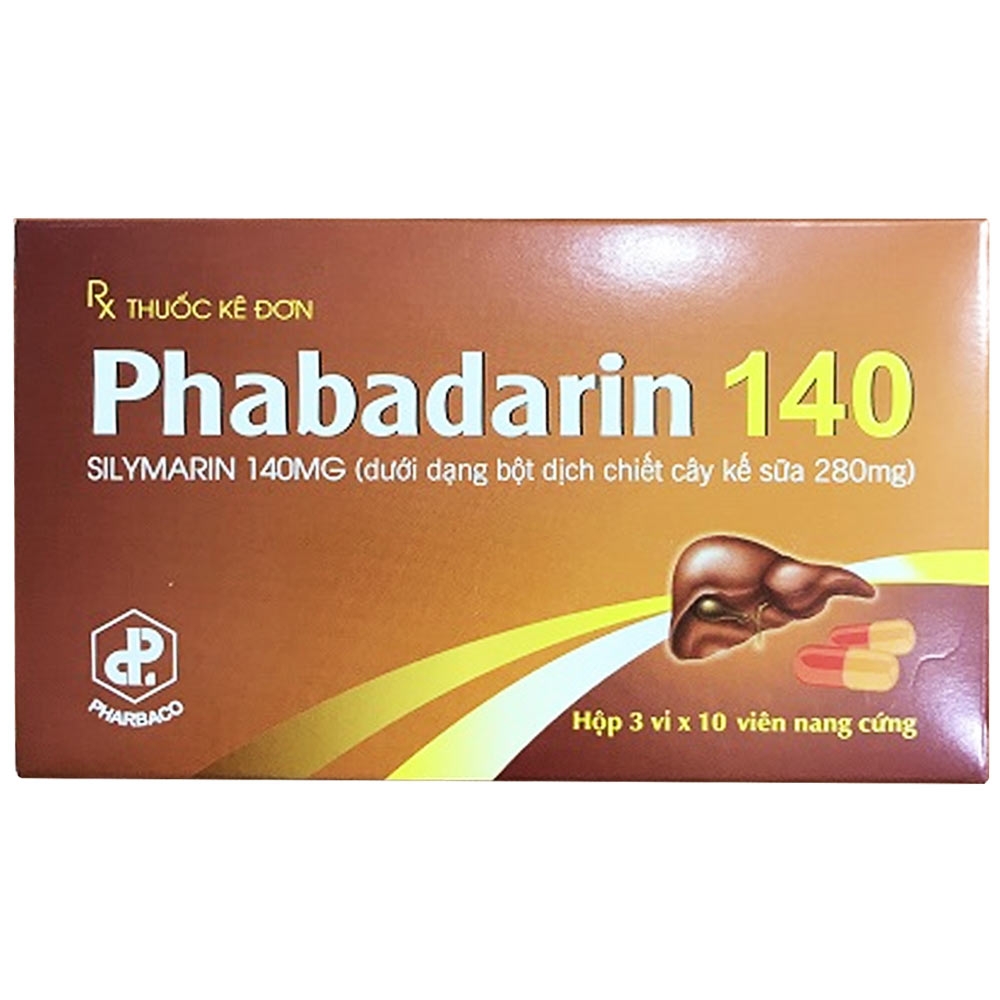 Rx THUỐC KÊ ĐƠN
Phabadarin 140
SILYMARIN 140MG (dưới dạng bột dịch chiết cây kế sữa 280mg)
PHARBACO
Hộp 3 vỉ x 10 viên nang cứng